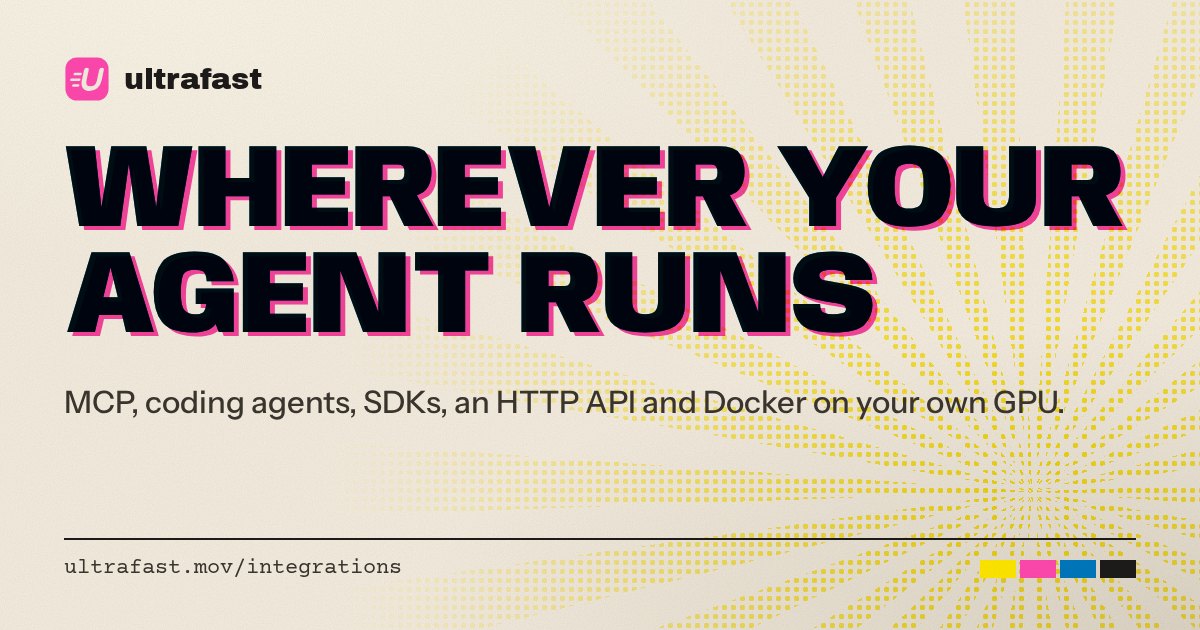 U
ultrafast
WHEREVER YOUR
AGENT RUNS
MCP, coding agents, SDKs, an HTTP API and Docker on your own GPU.
ultrafast.mov/integrations